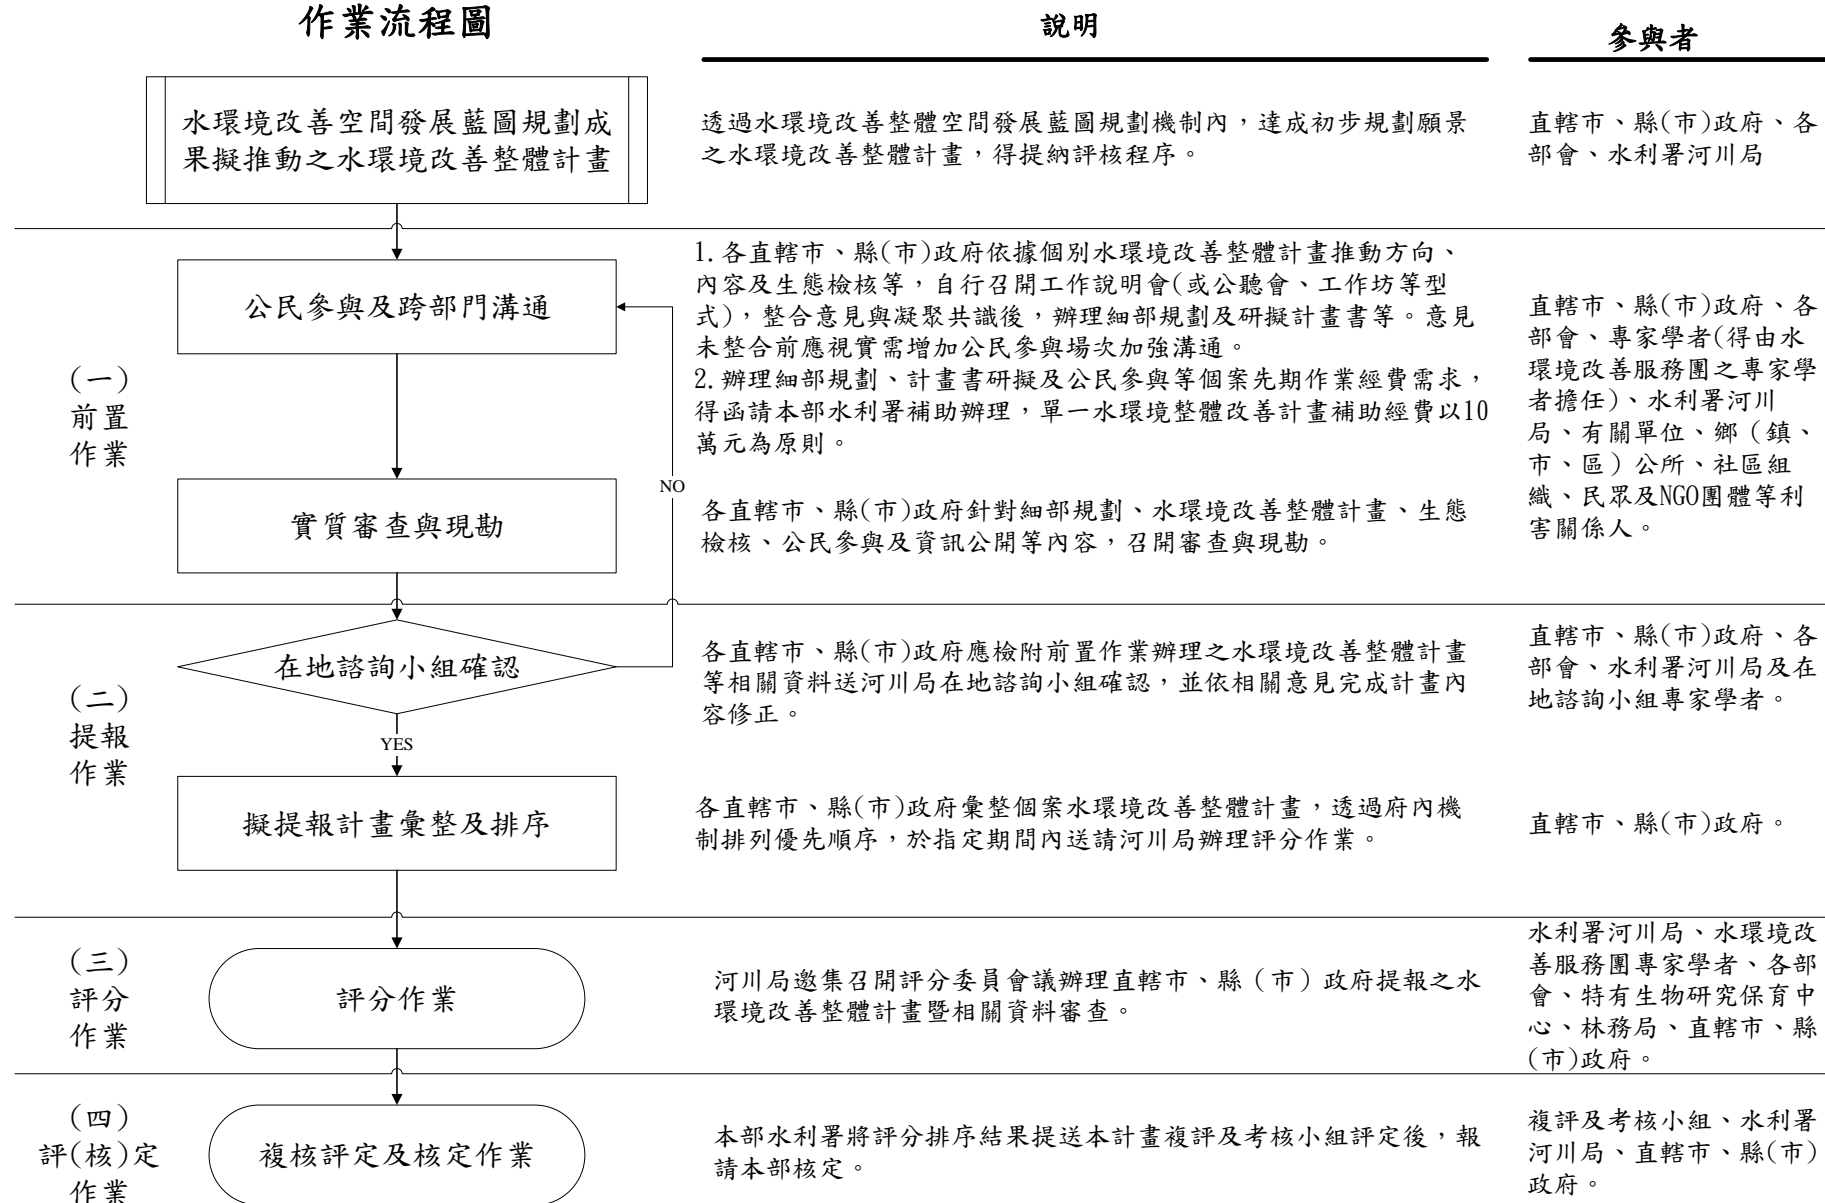 作業流程圖
說明
參與者
水環境改善空間發展藍圖規劃成
果擬推動之水環境改善整體計畫
透過水環境改善整體空間發展藍圖規劃機制內，達成初步規劃願景
之水環境改善整體計畫，得提納評核程序。
直轄市、縣(市)政府、各
部會、水利署河川局
(一)
前置
作業
公民參與及跨部門溝通
1.各直轄市、縣(市)政府依據個別水環境改善整體計畫推動方向、
內容及生態檢核等，自行召開工作說明會(或公聽會、工作坊等型
式)，整合意見與凝聚共識後，辦理細部規劃及研擬計畫書等。意見
未整合前應視實需增加公民參與場次加強溝通。
2.辦理細部規劃、計畫書研擬及公民參與等個案先期作業經費需求，
得函請本部水利署補助辦理，單一水環境整體改善計畫補助經費以10
萬元為原則。
直轄市、縣(市)政府、各
部會、專家學者(得由水
環境改善服務團之專家學
者擔任)、水利署河川
局、有關單位、鄉（鎮、
市、區）公所、社區組
織、民眾及NGO團體等利
害關係人。
NO
實質審查與現勘
各直轄市、縣(市)政府針對細部規劃、水環境改善整體計畫、生態
檢核、公民參與及資訊公開等內容，召開審查與現勘。
(二)
提報
作業
在地諮詢小組確認
YES
各直轄市、縣(市)政府應檢附前置作業辦理之水環境改善整體計畫
等相關資料送河川局在地諮詢小組確認，並依相關意見完成計畫內
容修正。
直轄市、縣(市)政府、各
部會、水利署河川局及在
地諮詢小組專家學者。
擬提報計畫彙整及排序
各直轄市、縣(市)政府彙整個案水環境改善整體計畫，透過府內機
制排列優先順序，於指定期間內送請河川局辦理評分作業。
直轄市、縣(市)政府。
(三)
評分
作業
評分作業
河川局邀集召開評分委員會議辦理直轄市、縣（市）政府提報之水
環境改善整體計畫暨相關資料審查。
水利署河川局、水環境改
善服務團專家學者、各部
會、特有生物研究保育中
心、林務局、直轄市、縣
(市)政府。
(四)
評(核)定
作業
複核評定及核定作業
本部水利署將評分排序結果提送本計畫複評及考核小組評定後，報
請本部核定。
複評及考核小組、水利署
河川局、直轄市、縣(市)
政府。